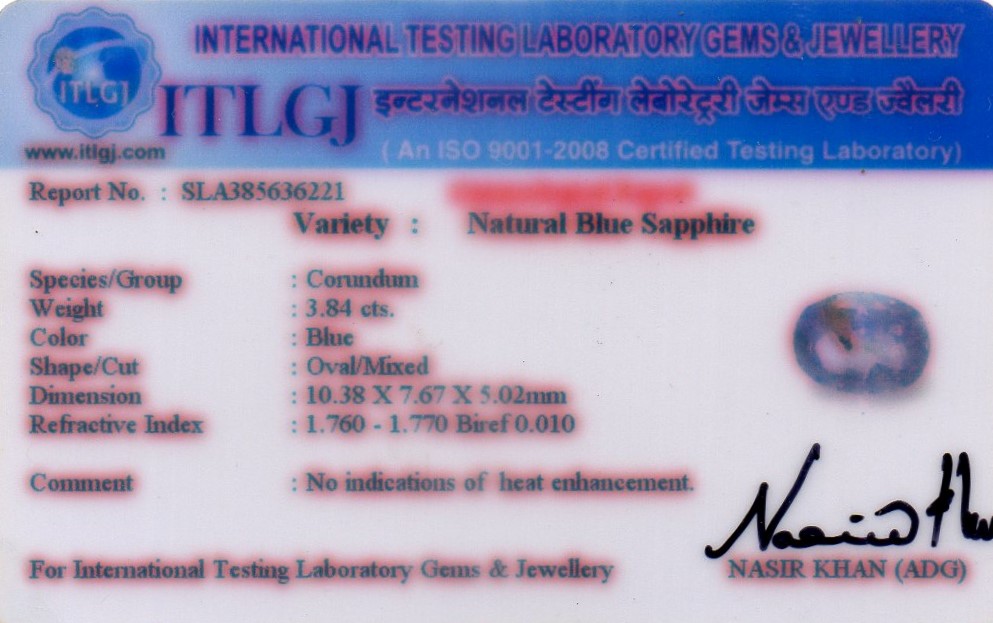 INTERNATIONAL TESTING LABORATORY GEMS & JEWELLERY
ITLGJ
ITLGJ इन्टरनेशनल टेस्टींग लेबोरेट्ररी जेम्स एण्ड ज्वैलरी
www.itlgj.com
( An ISO 9001-2008 Certified Testing Laboratory)
Report No. : SLA385636221
Variety : Natural Blue Sapphire
Species/Group : Corundum
Weight : 3.84 cts.
Color : Blue
Shape/Cut : Oval/Mixed
Dimension : 10.38 X 7.67 X 5.02mm
Refractive Index : 1.760 - 1.770 Biref 0.010
Comment : No indications of heat enhancement.
For International Testing Laboratory Gems & Jewellery
NASIR KHAN (ADG)